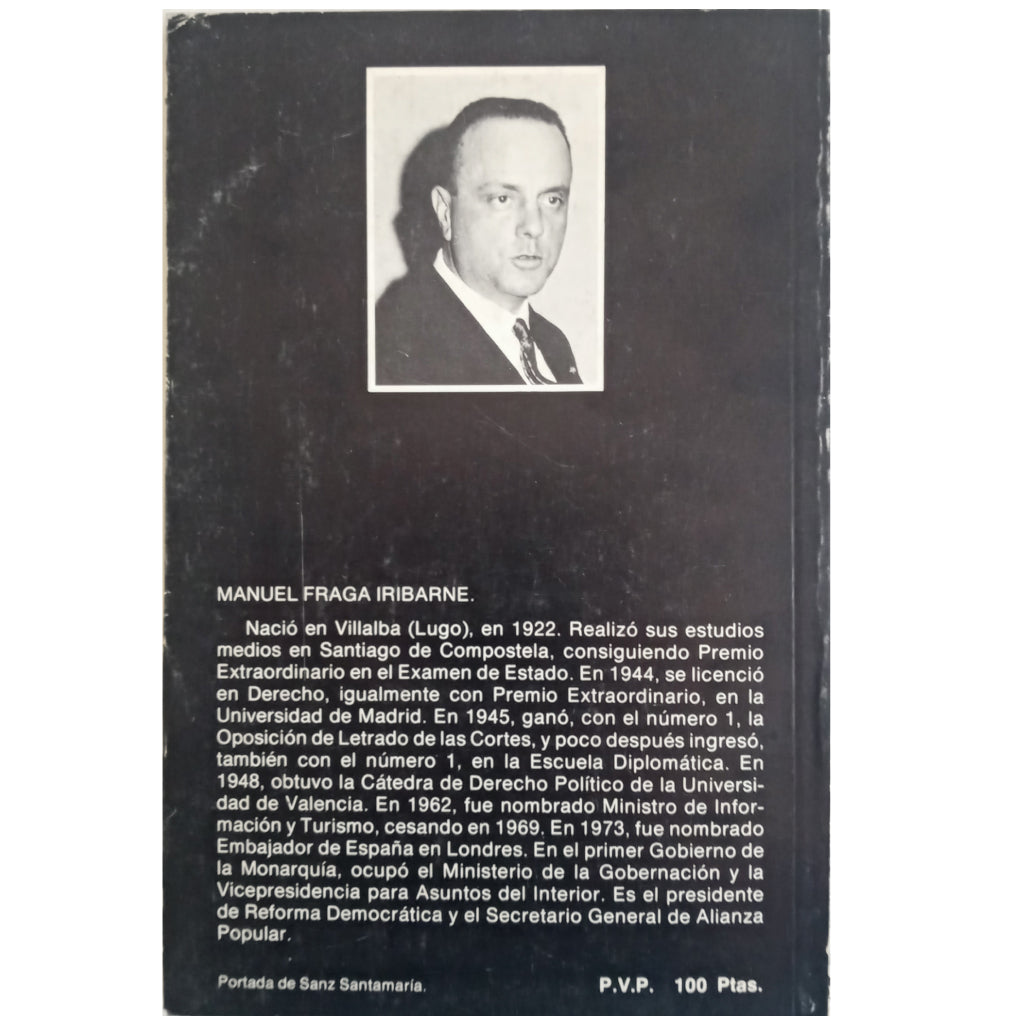 MANUEL FRAGA IRIBARNE.
Nació en Villalba (Lugo), en 1922. Realizó sus estudios
medios en Santiago de Compostela, consiguiendo Premio
Extraordinario en el Examen de Estado. En 1944, se licenció
en Derecho, igualmente con Premio Extraordinario, en la
Universidad de Madrid. En 1945, ganó, con el número 1, la
Oposición de Letrado de las Cortes, y poco después ingresó,
también con el número 1, en la Escuela Diplomática. En
1948, obtuvo la Cátedra de Derecho Político de la Universi-
dad de Valencia. En 1962, fue nombrado Ministro de Infor-
mación y Turismo, cesando en 1969. En 1973, fue nombrado
Embajador de España en Londres. En el primer Gobierno de
la Monarquía, ocupó el Ministerio de la Gobernación y la
Vicepresidencia para Asuntos del Interior. Es el presidente
de Reforma Democrática y el Secretario General de Alianza
Popular.
Portada de Sanz Santamaría.
P.V.P. 100 Ptas.